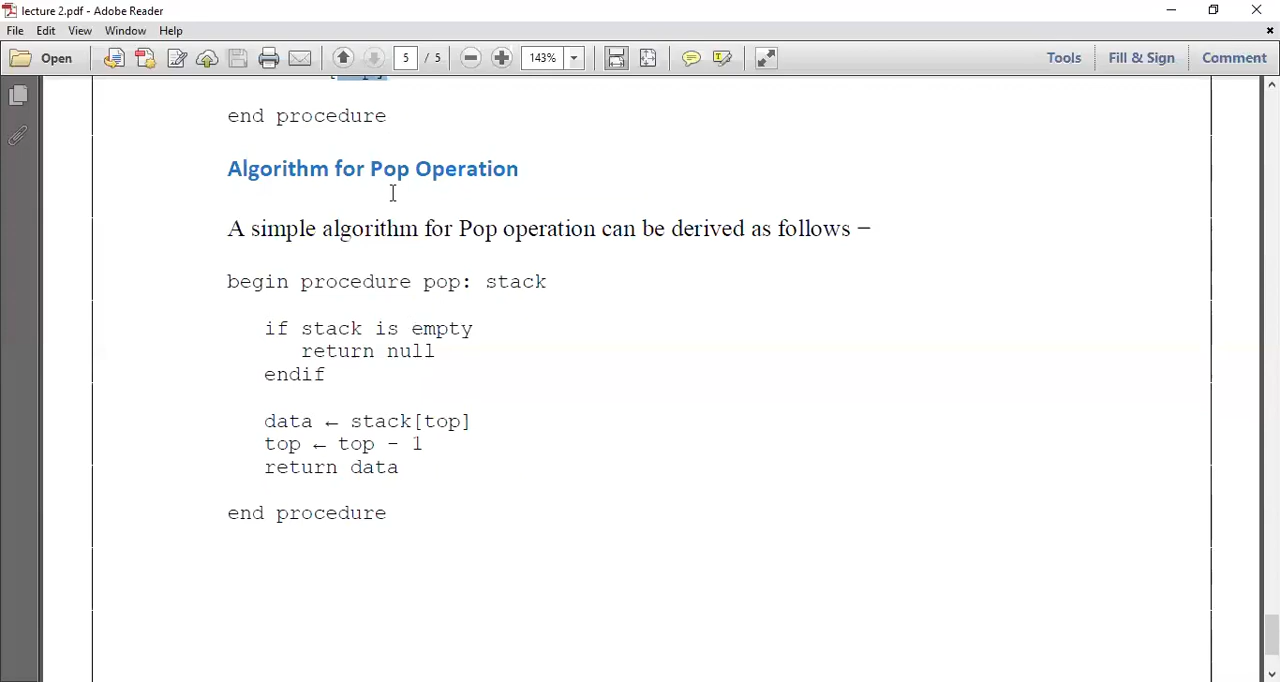 lecture 2.pdf - Adobe Reader
File Edit View Window Help
Open 5 / 5 143% Tools Fill & Sign Comment
end procedure
Algorithm for Pop Operation
A simple algorithm for Pop operation can be derived as follows −
begin procedure pop: stack
if stack is empty
return null
endif
data ← stack[top]
top ← top - 1
return data
end procedure